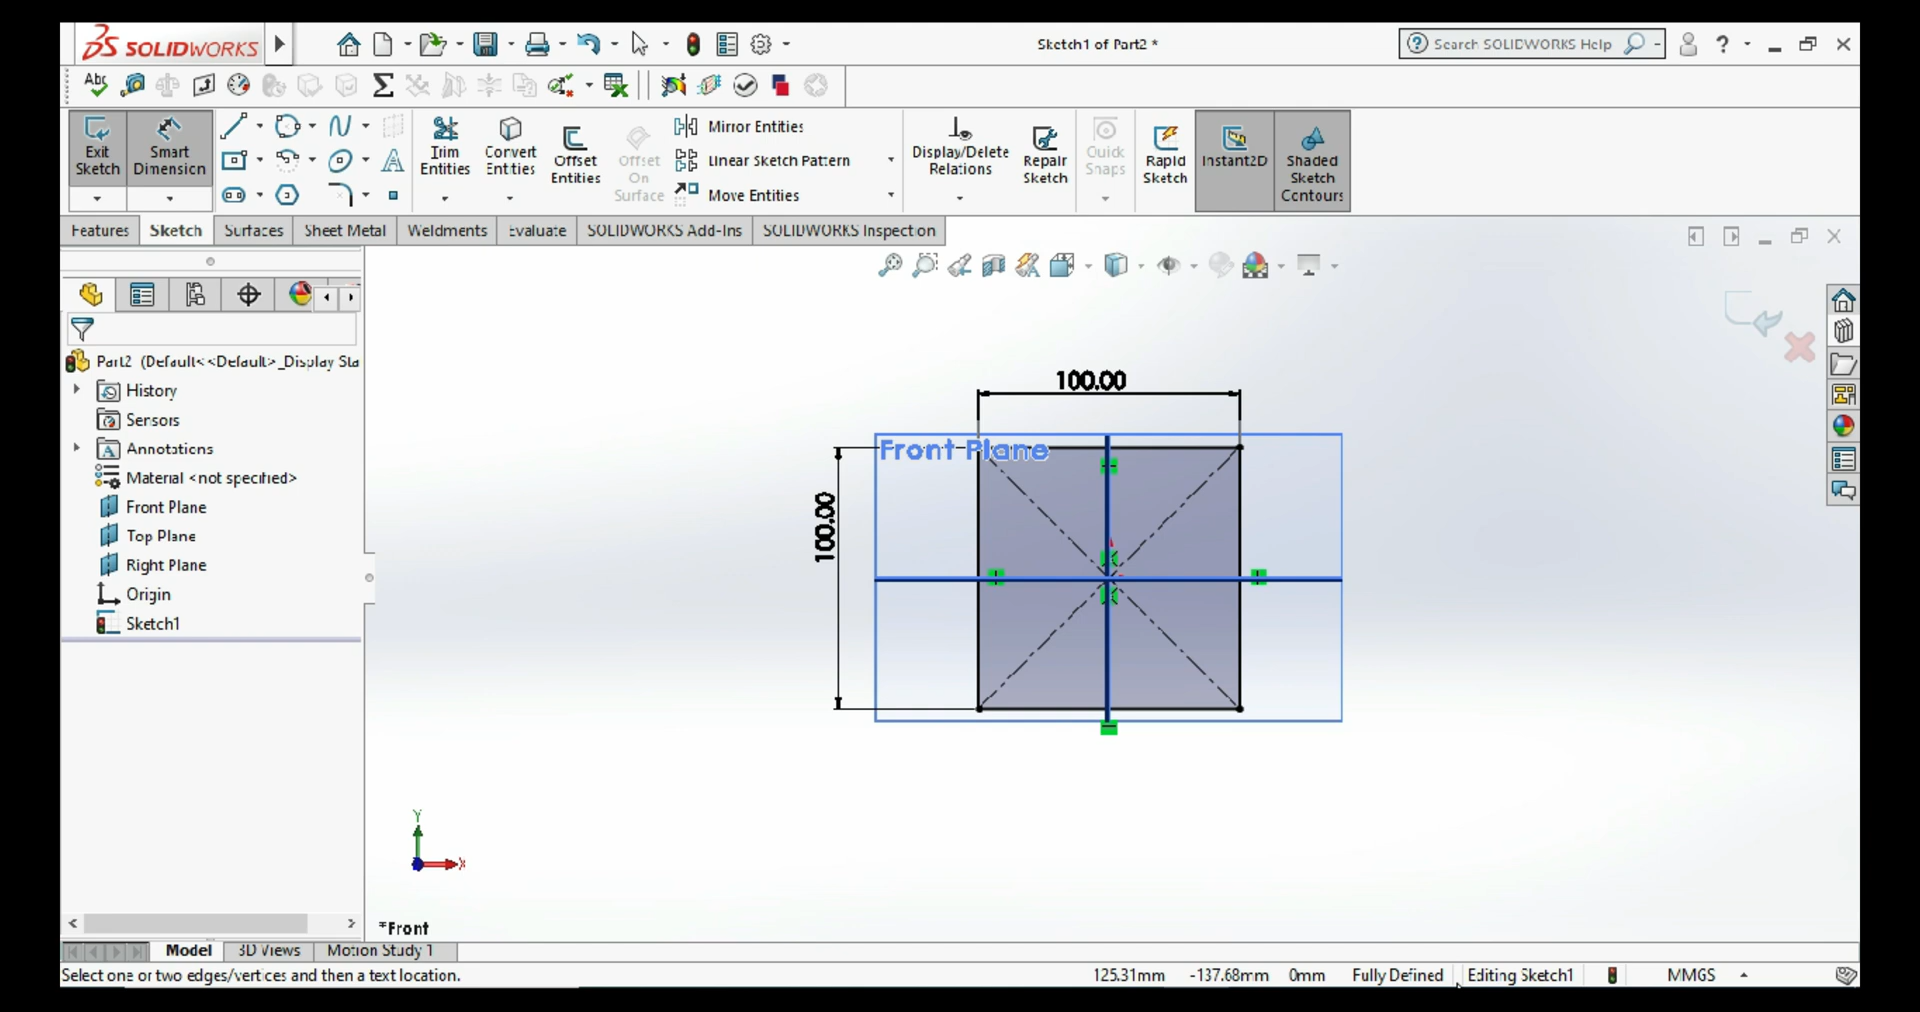 SOLIDWORKS
Sketch1 of Part2 *
Search SOLIDWORKS Help
?
Abc
Exit Sketch
Smart Dimension
Trim Entities
Convert Entities
Offset Entities
Offset On Surface
Mirror Entities
Linear Sketch Pattern
Move Entities
Display/Delete Relations
Repair Sketch
Quick Snaps
Rapid Sketch
Instant2D
Shaded Sketch Contours
Features
Sketch
Surfaces
Sheet Metal
Weldments
Evaluate
SOLIDWORKS Add-Ins
SOLIDWORKS Inspection
Part2 (Default<<Default>_Display Sta
History
Sensors
Annotations
Material <not specified>
Front Plane
Top Plane
Right Plane
Origin
Sketch1
100.00
Front Plane
100.00
Y
X
*Front
Model
3D Views
Motion Study 1
Select one or two edges/vertices and then a text location.
125.31mm
-137.68mm
0mm
Fully Defined
Editing Sketch1
MMGS